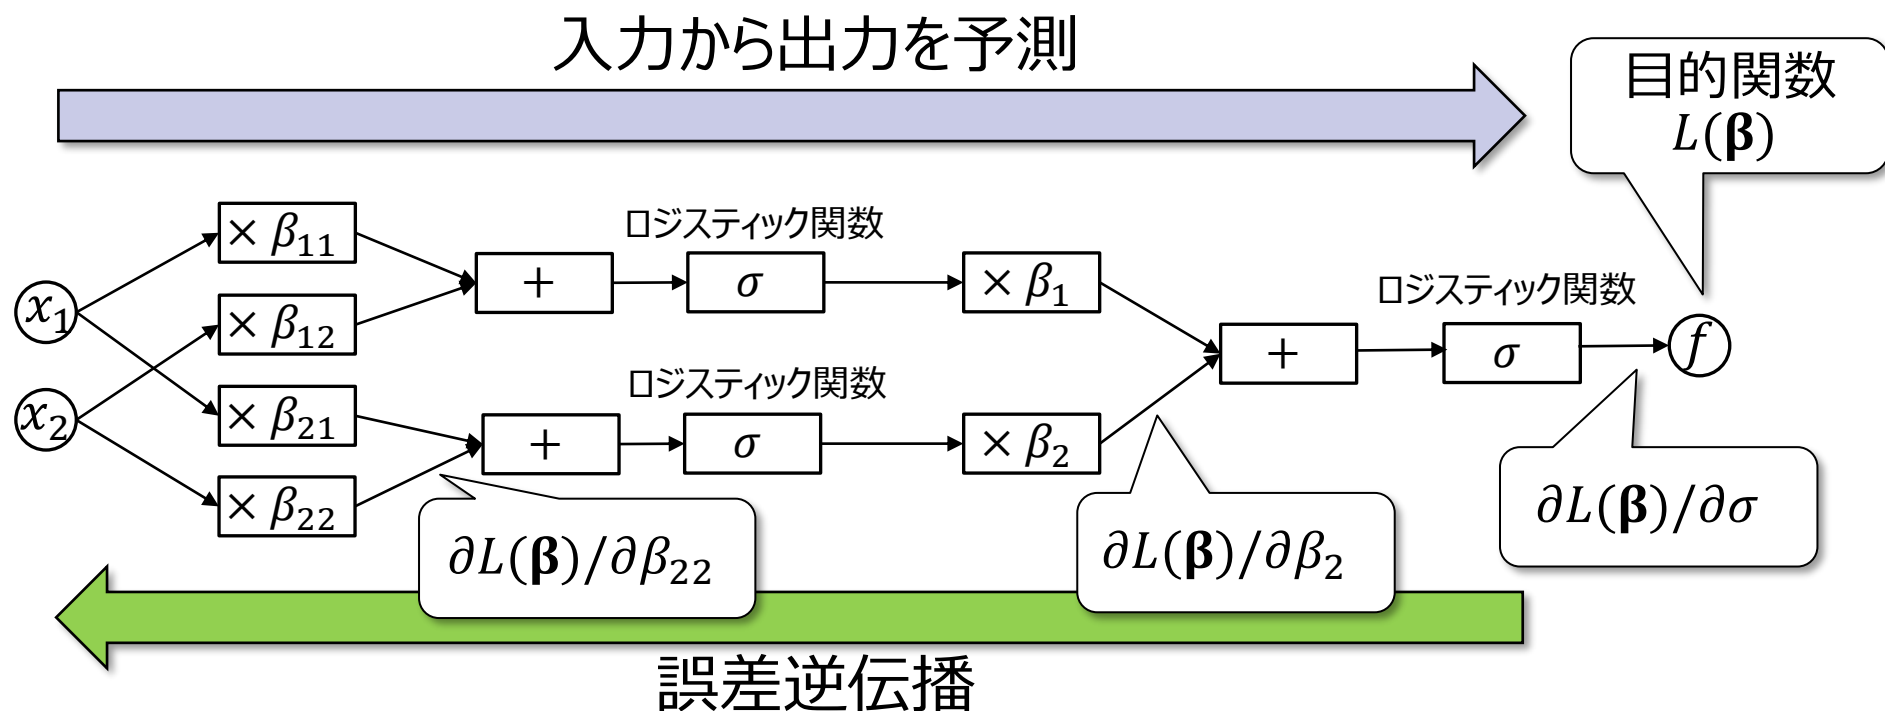 入力から出力を予測
目的関数
L(β)
ロジスティック関数
× β₁₁
+
σ
× β₁
x₁
× β₁₂
ロジスティック関数
+
σ
f
ロジスティック関数
x₂
× β₂₁
+
σ
× β₂
× β₂₂
∂L(β)/∂β₂₂
∂L(β)/∂β₂
∂L(β)/∂σ
誤差逆伝播